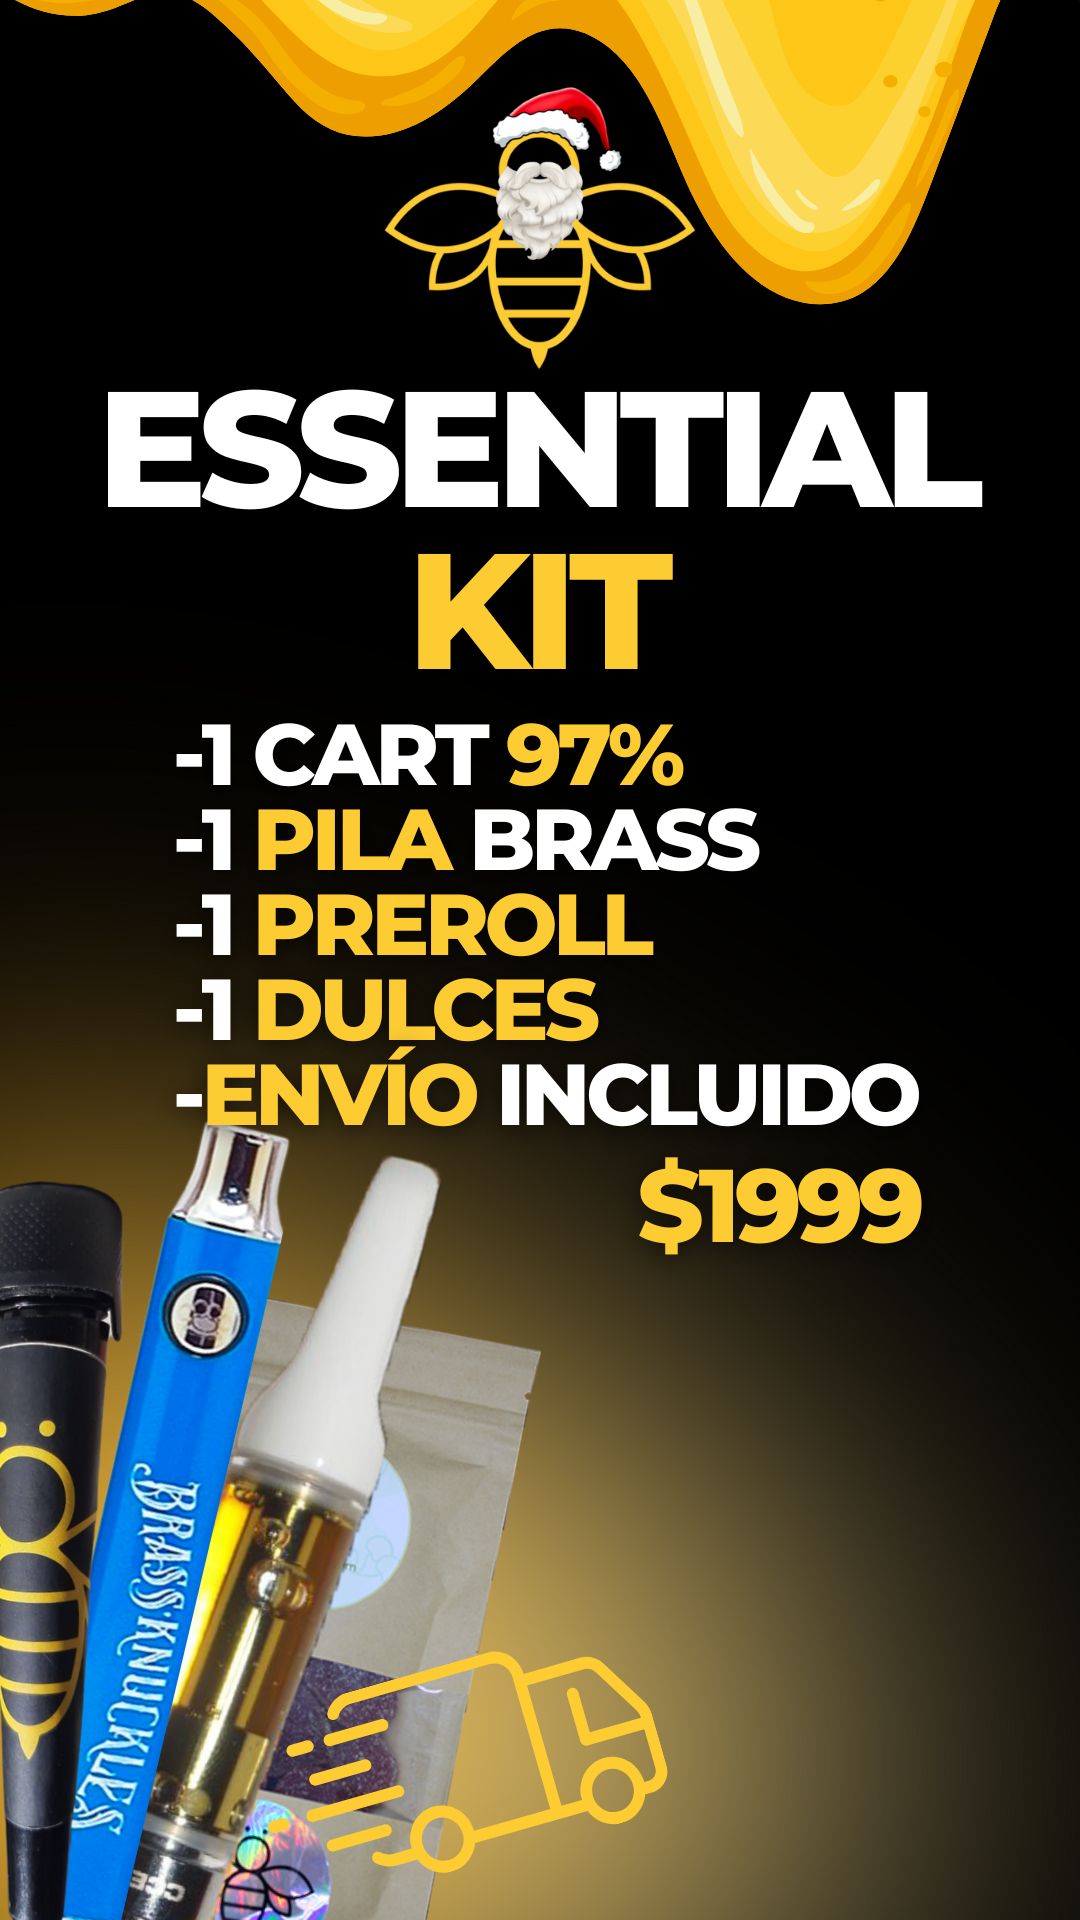 ESSENTIAL
KIT
-1 CART 97%
-1 PILA BRASS
-1 PREROLL
-1 DULCES
-ENVÍO INCLUIDO
$1999
BRASS KNUCKLES